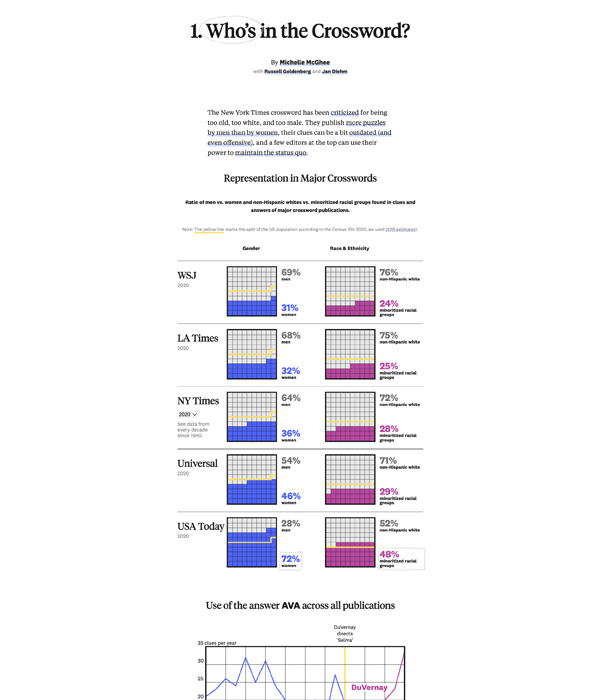 1. Who's in the Crossword?
By Michelle McGhee
with Russell Goldenberg and Jan Diehm
The New York Times crossword has been criticized for being
too old, too white, and too male. They publish more puzzles
by men than by women, their clues can be a bit outdated (and
even offensive), and a few editors at the top can use their
power to maintain the status quo.
Representation in Major Crosswords
Ratio of men vs. women and non-Hispanic whites vs. minoritized racial groups found in clues and
answers of major crossword publications.
Note: The yellow line marks the split of the US population according to the Census (for 2020, we used 2019 estimates).
Gender
Race & Ethnicity
WSJ
2020
69%
men
31%
women
76%
non-Hispanic white
24%
minoritized racial
groups
LA Times
2020
68%
men
32%
women
75%
non-Hispanic white
25%
minoritized racial
groups
NY Times
2020
See data from
every decade
since 1940.
64%
men
36%
women
72%
non-Hispanic white
28%
minoritized racial
groups
Universal
2020
54%
men
46%
women
71%
non-Hispanic white
29%
minoritized racial
groups
USA Today
2020
28%
men
72%
women
52%
non-Hispanic white
48%
minoritized racial
groups
Use of the answer AVA across all publications
DuVernay
directs
'Selma'
35 clues per year
30
25
20
DuVernay